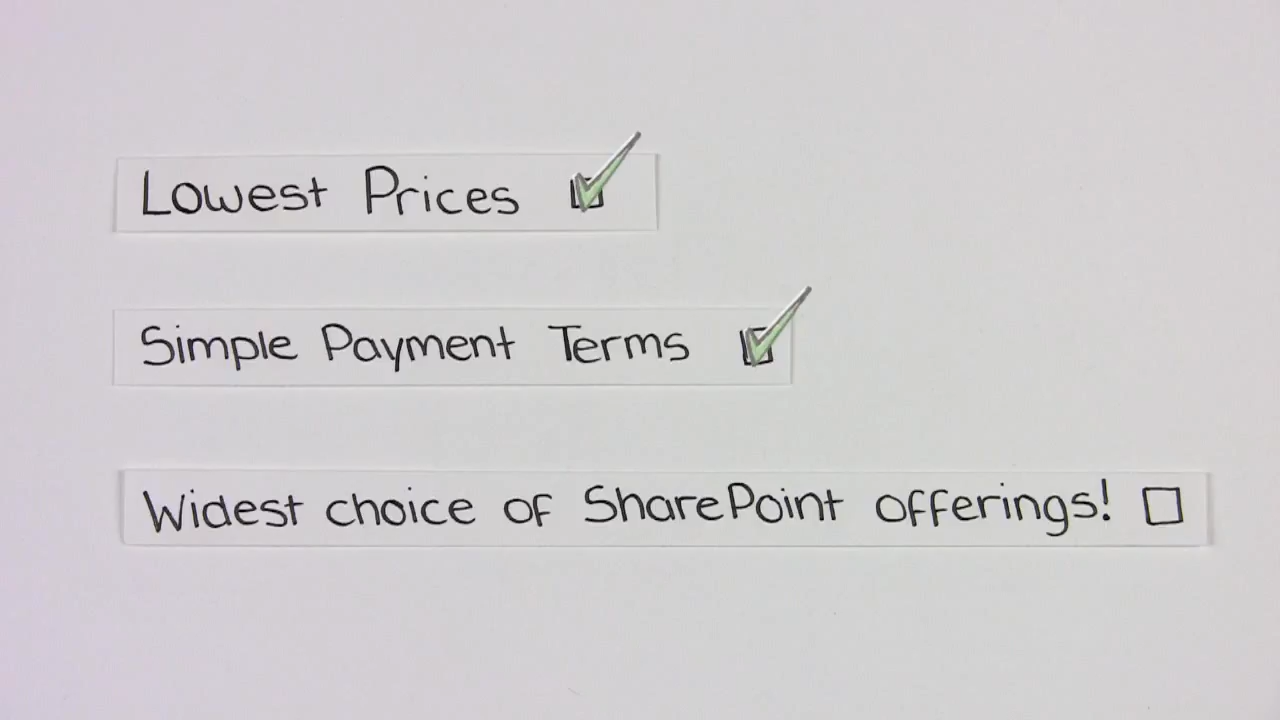 Lowest Prices
Simple Payment Terms
Widest choice of SharePoint offerings!